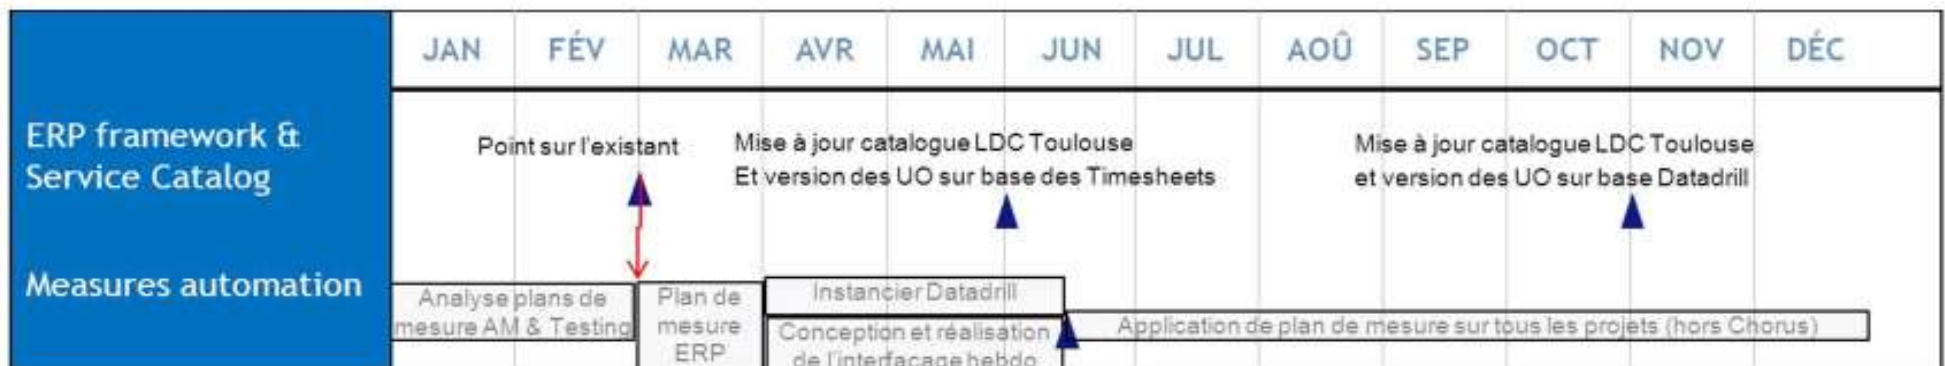 JAN FÉV MAR AVR MAI JUN JUL AOÛ SEP OCT NOV DÉC
ERP framework &
Service Catalog
Point sur l'existant
Mise à jour catalogue LDC Toulouse
Et version des UO sur base des Timesheets
Mise à jour catalogue LDC Toulouse
et version des UO sur base Datadrill
Measures automation
Analyse plans de
mesure AM & Testing
Plan de
mesure
ERP
Instancier Datadrill
Conception et réalisation
de l'interfaçage hebdo
Application de plan de mesure sur tous les projets (hors Chorus)